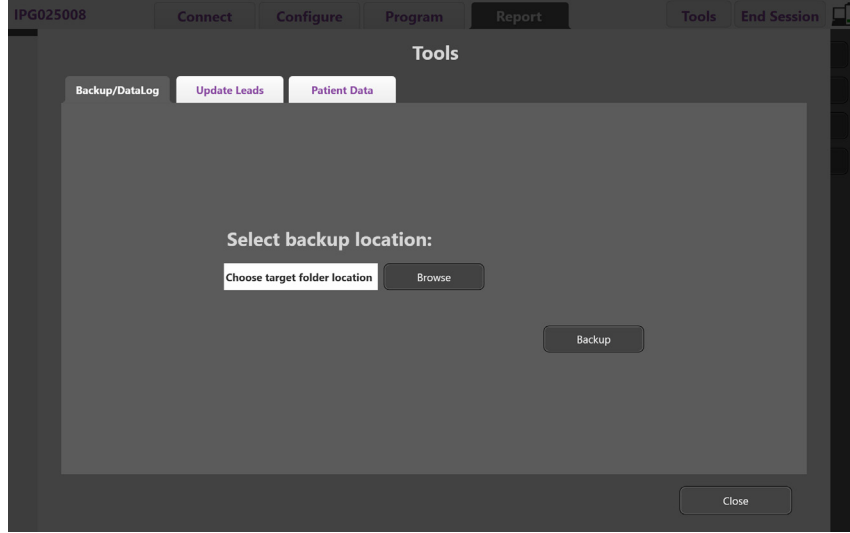 IPG025008 Connect Configure Program Report Tools End Session
Tools
Backup/DataLog Update Leads Patient Data
Select backup location:
Choose target folder location Browse
Backup
Close